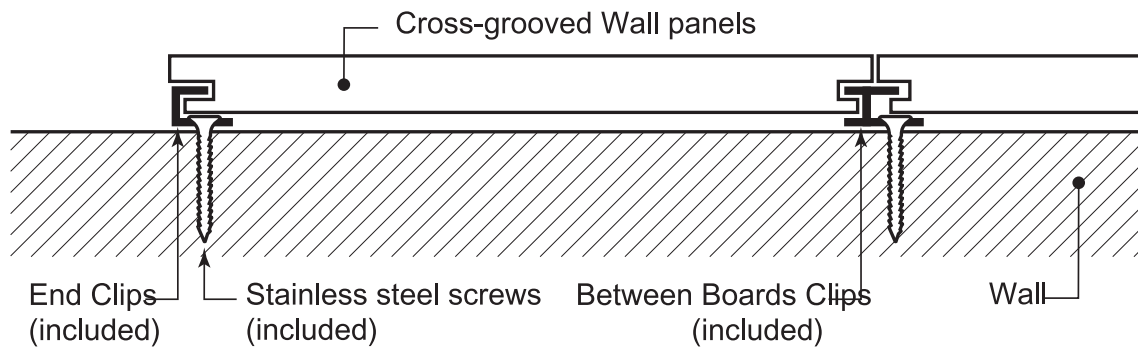 Cross-grooved Wall panels
End Clips
(included)
Stainless steel screws
(included)
Between Boards Clips
(included)
Wall